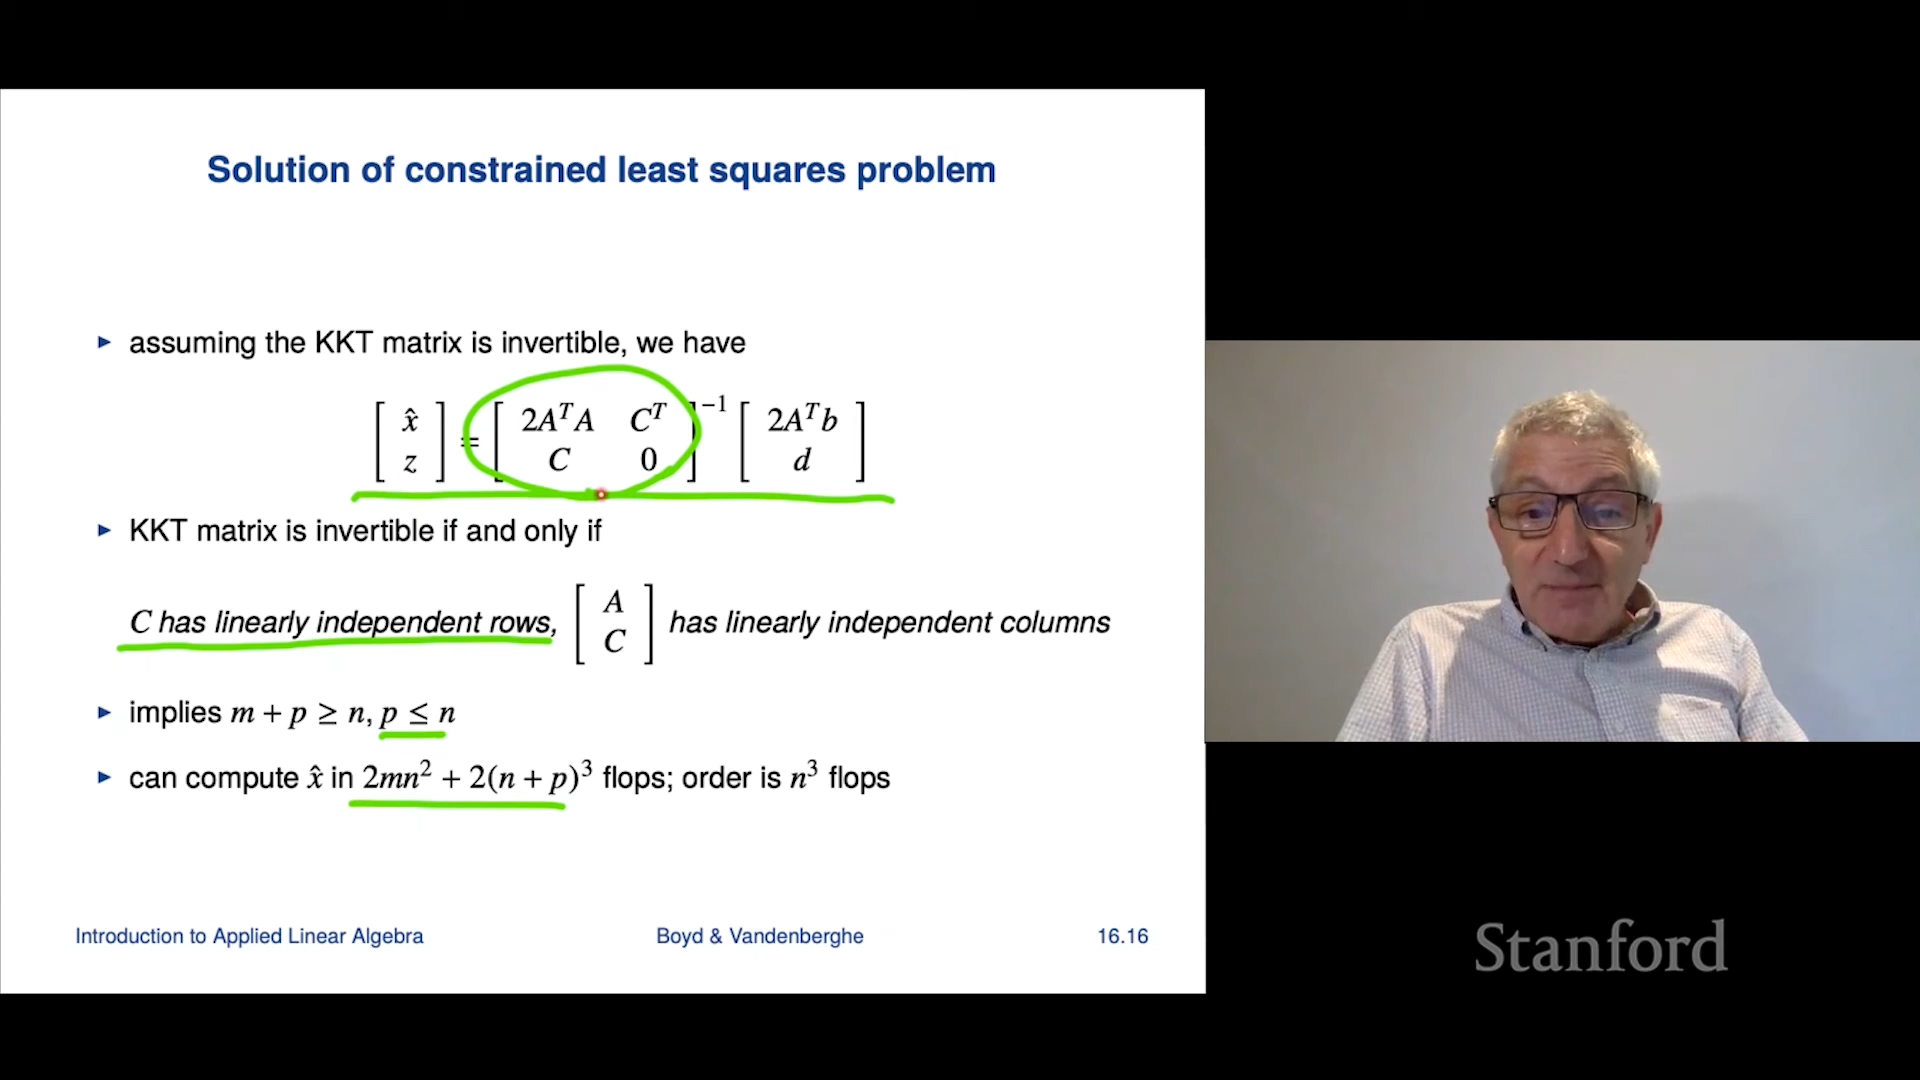 Solution of constrained least squares problem
▶ assuming the KKT matrix is invertible, we have
[ x̂ ; z ] = [ 2AᵀA Cᵀ ; C 0 ]⁻¹ [ 2Aᵀb ; d ]
▶ KKT matrix is invertible if and only if
C has linearly independent rows, [ A ; C ] has linearly independent columns
▶ implies m + p ≥ n, p ≤ n
▶ can compute x̂ in 2mn² + 2(n + p)³ flops; order is n³ flops
Introduction to Applied Linear Algebra Boyd & Vandenberghe 16.16
Stanford